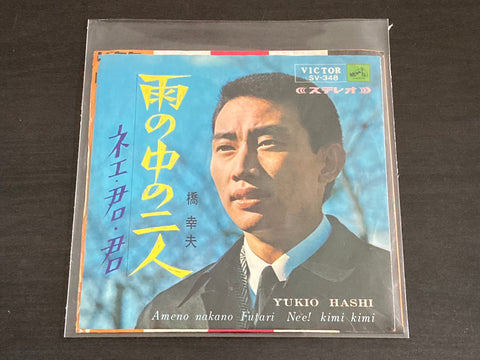 VICTOR
SV-348
《ステレオ》
雨の中の二人
橋幸夫
ネエ・君・君
YUKIO HASHI
Ameno nakano Futari Nee! kimi kimi